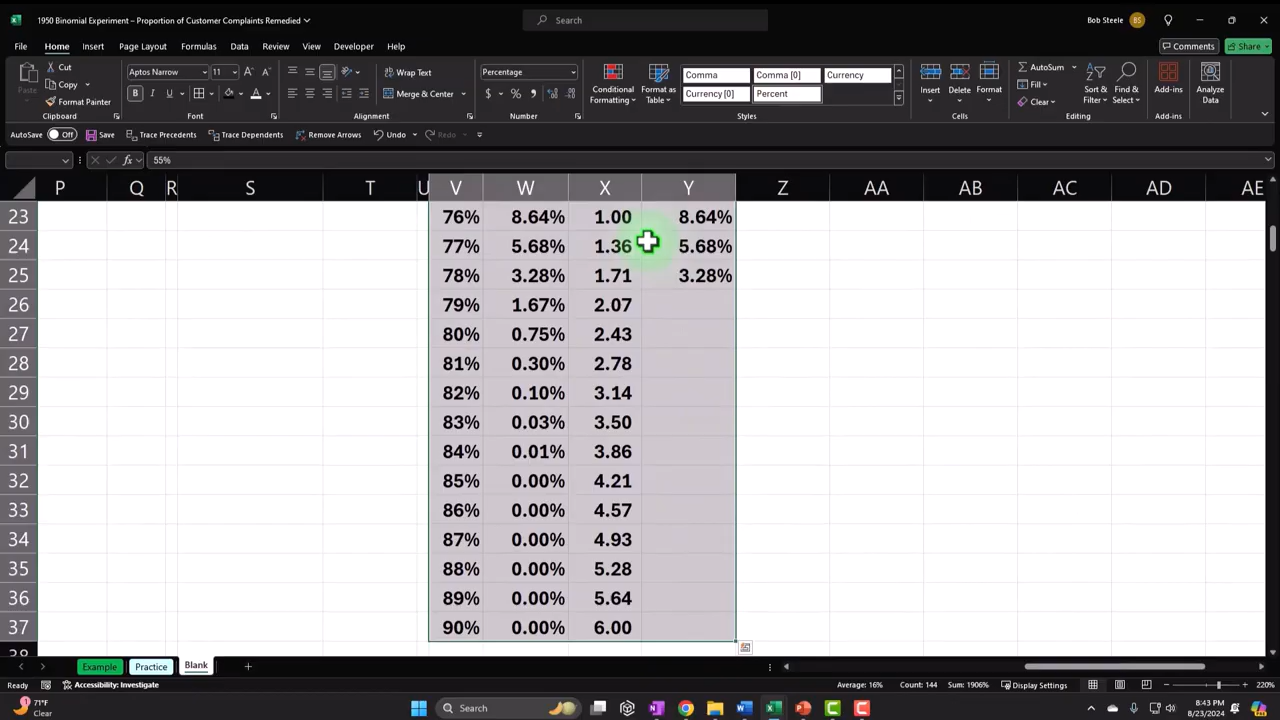 1950 Binomial Experiment – Proportion of Customer Complaints Remedied
Search
Bob Steele
BS
File Home Insert Page Layout Formulas Data Review View Developer Help
Comments Share
Paste
Cut
Copy
Format Painter
Clipboard
Aptos Narrow 11
B I U
Font
Wrap Text
Merge & Center
Alignment
Percentage
$ % 9
Number
Conditional Formatting
Format as Table
Comma Comma [0] Currency
Currency [0] Percent
Styles
Insert Delete Format
Cells
AutoSum
Fill
Clear
Sort & Filter
Find & Select
Editing
Add-ins
Add-ins
Analyze Data
AutoSave Off Save Trace Precedents Trace Dependents Remove Arrows Undo Redo
fx 55%
P Q R S T U V W X Y Z AA AB AC AD AE
23 76% 8.64% 1.00 8.64%
24 77% 5.68% 1.36 5.68%
25 78% 3.28% 1.71 3.28%
26 79% 1.67% 2.07
27 80% 0.75% 2.43
28 81% 0.30% 2.78
29 82% 0.10% 3.14
30 83% 0.03% 3.50
31 84% 0.01% 3.86
32 85% 0.00% 4.21
33 86% 0.00% 4.57
34 87% 0.00% 4.93
35 88% 0.00% 5.28
36 89% 0.00% 5.64
37 90% 0.00% 6.00
38
Example Practice Blank
Ready Accessibility: Investigate Average: 16% Count: 144 Sum: 1906% Display Settings 220%
71°F
Clear
Search
8:43 PM
8/23/2024